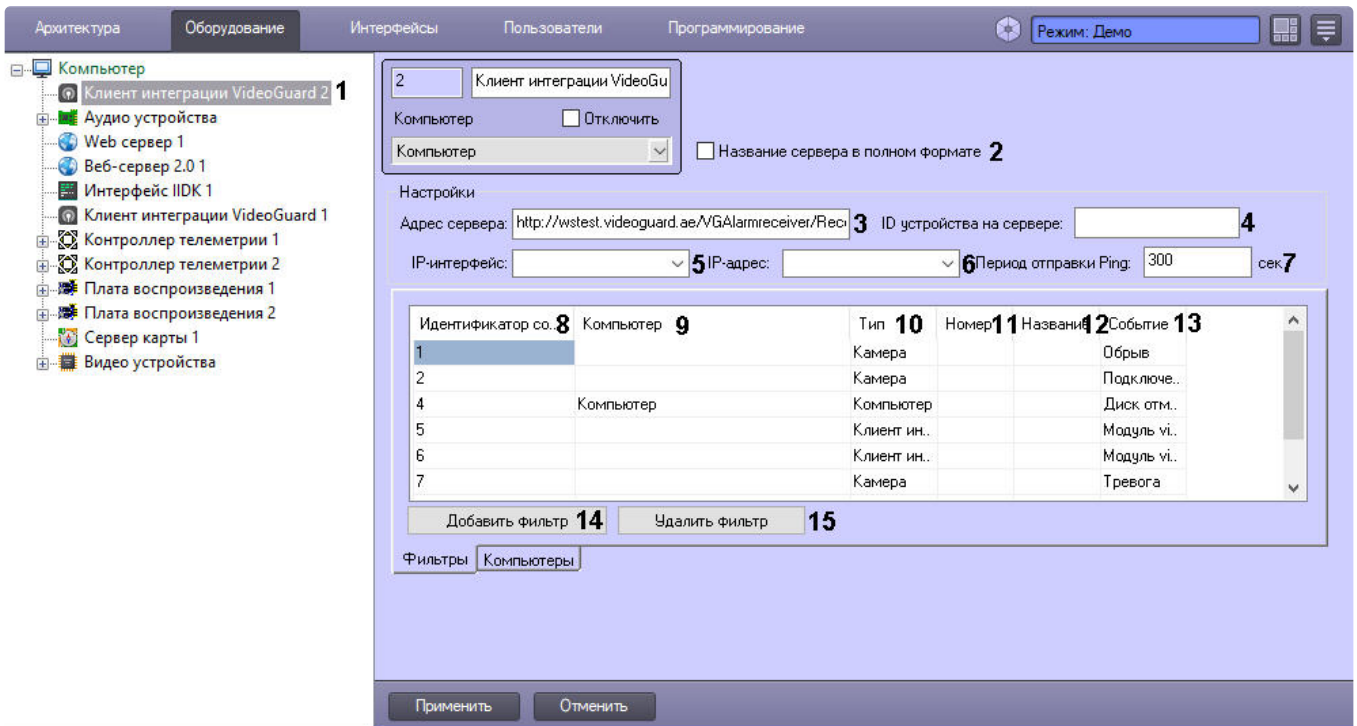 Архитектура Оборудование Интерфейсы Пользователи Программирование Режим: Демо
Компьютер
Клиент интеграции VideoGuard 2 1
Аудио устройства
Web сервер 1
Веб-сервер 2.0 1
Интерфейс IIDK 1
Клиент интеграции VideoGuard 1
Контроллер телеметрии 1
Контроллер телеметрии 2
Плата воспроизведения 1
Плата воспроизведения 2
Сервер карты 1
Видео устройства
2 Клиент интеграции VideoGu
Компьютер Отключить
Компьютер Название сервера в полном формате 2
Настройки
Адрес сервера: http://wstest.videoguard.ae/VGAlarmreceiver/Rec 3 ID устройства на сервере: 4
IP-интерфейс: 5 IP-адрес: 6 Период отправки Ping: 300 сек 7
Идентификатор со.. 8 Компьютер 9 Тип 10 Номер 11 Название 12 Событие 13
1 Камера Обрыв
2 Камера Подключе..
4 Компьютер Компьютер Диск отм..
5 Клиент ин.. Модуль vi..
6 Клиент ин.. Модуль vi..
7 Камера Тревога
Добавить фильтр 14 Удалить фильтр 15
Фильтры Компьютеры
Применить Отменить